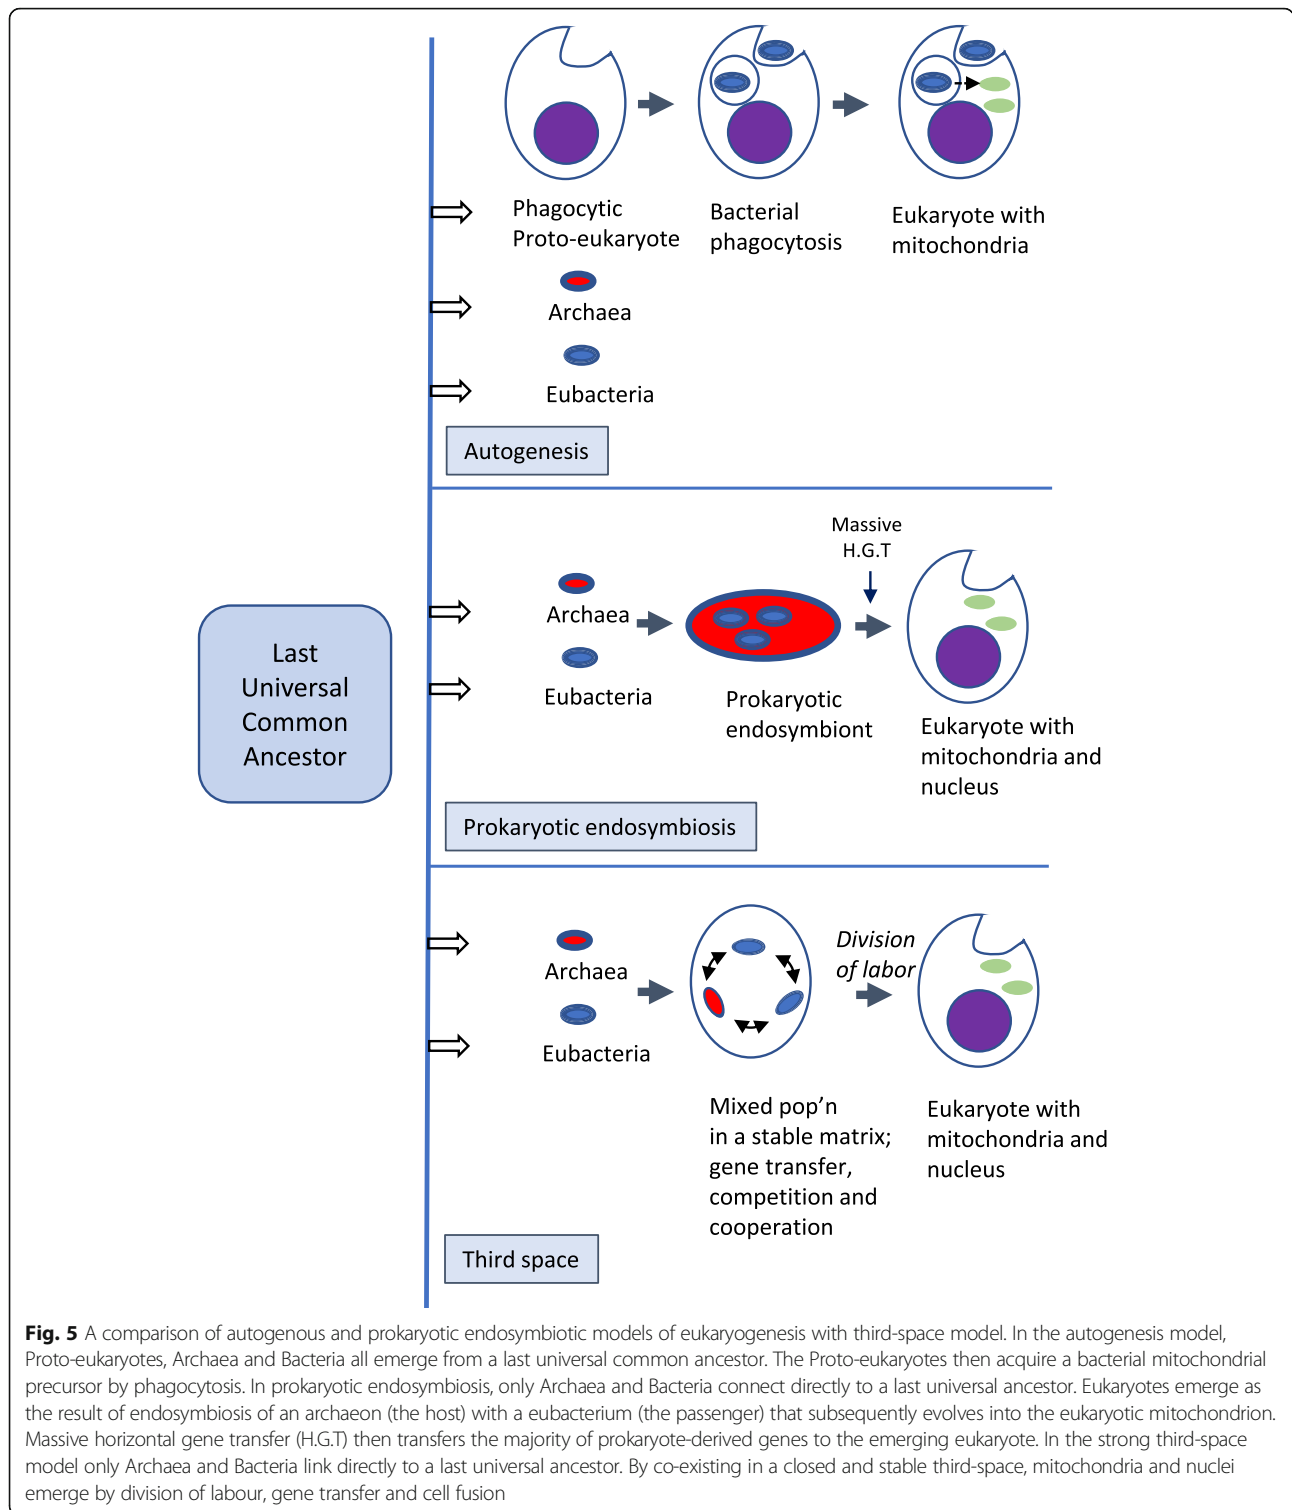 Phagocytic
Proto-eukaryote
Bacterial
phagocytosis
Eukaryote with
mitochondria
Archaea
Eubacteria
Autogenesis
Last
Universal
Common
Ancestor
Archaea
Eubacteria
Prokaryotic
endosymbiont
Massive
H.G.T
Eukaryote with
mitochondria and
nucleus
Prokaryotic endosymbiosis
Archaea
Eubacteria
Mixed pop’n
in a stable matrix;
gene transfer,
competition and
cooperation
Division
of labor
Eukaryote with
mitochondria and
nucleus
Third space
Fig. 5 A comparison of autogenous and prokaryotic endosymbiotic models of eukaryogenesis with third-space model. In the autogenesis model,
Proto-eukaryotes, Archaea and Bacteria all emerge from a last universal common ancestor. The Proto-eukaryotes then acquire a bacterial mitochondrial
precursor by phagocytosis. In prokaryotic endosymbiosis, only Archaea and Bacteria connect directly to a last universal ancestor. Eukaryotes emerge as
the result of endosymbiosis of an archaeon (the host) with a eubacterium (the passenger) that subsequently evolves into the eukaryotic mitochondrion.
Massive horizontal gene transfer (H.G.T) then transfers the majority of prokaryote-derived genes to the emerging eukaryote. In the strong third-space
model only Archaea and Bacteria link directly to a last universal ancestor. By co-existing in a closed and stable third-space, mitochondria and nuclei
emerge by division of labour, gene transfer and cell fusion